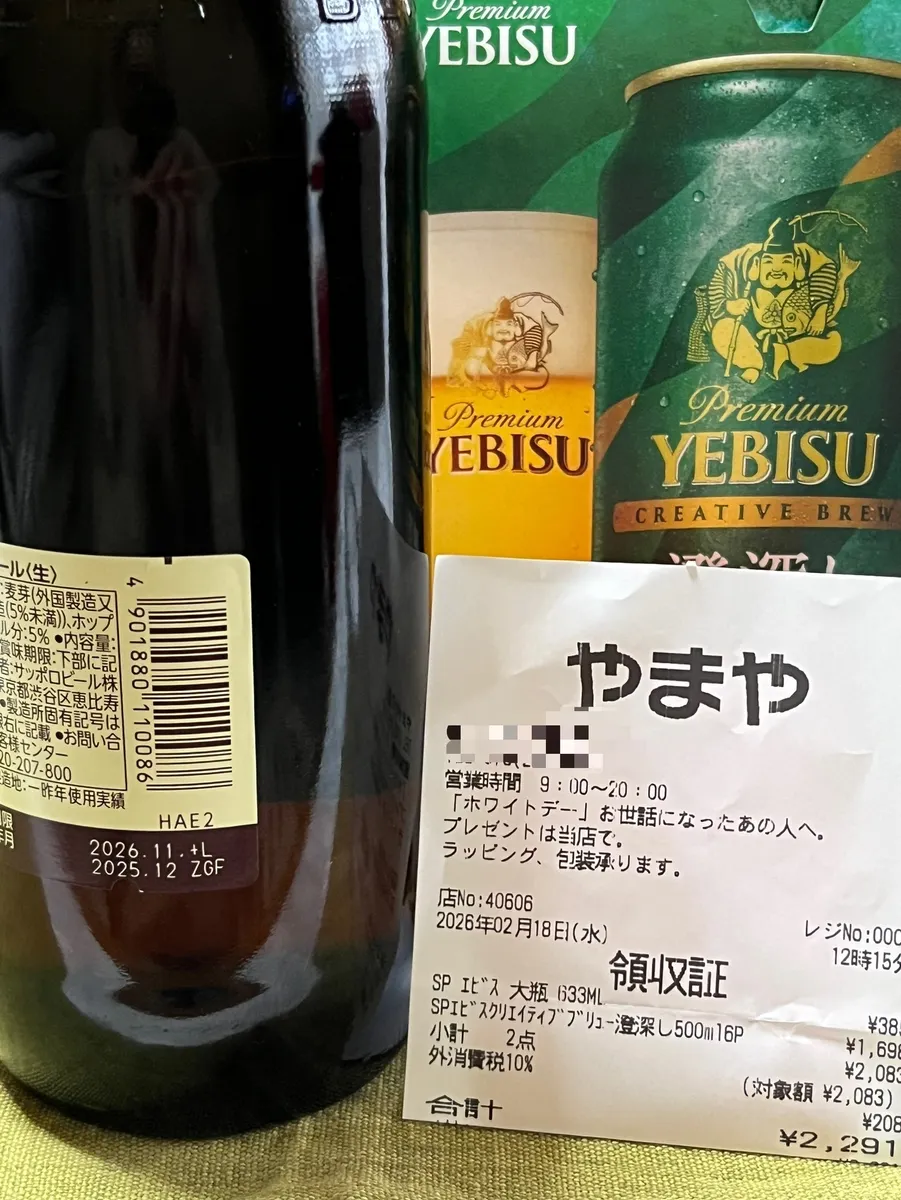 Premium
YEBISU
Premium
YEBISU
Premium
YEBISU
CREATIVE BREW
ール〈生〉
麦芽(外国製造又
(5%未満))、ホップ
ル分:5% ●内容量:
賞味期限:下部に記
者:サッポロビール株
東京都渋谷区恵比寿
●製造所固有記号は
右に記載 ●お問い合
客様センター
20-207-800
造地:一昨年使用実績
4 901880 110086
HAE2
2026.11.+L
2025.12 ZGF
やまや
営業時間 9:00〜20:00
「ホワイトデー」お世話になったあの人へ。
プレゼントは当店で。
ラッピング、包装承ります。
店No:40606
2026年02月18日(水)
レジNo:000
12時15分
領収証
SP ヱビス 大瓶 633ML
¥385
SPヱビスクリエイティブブリュー澄深し500ml6P
¥1,698
小計 2点
¥2,083
外消費税10%
(対象額 ¥2,083)
¥208
合計
¥2,291